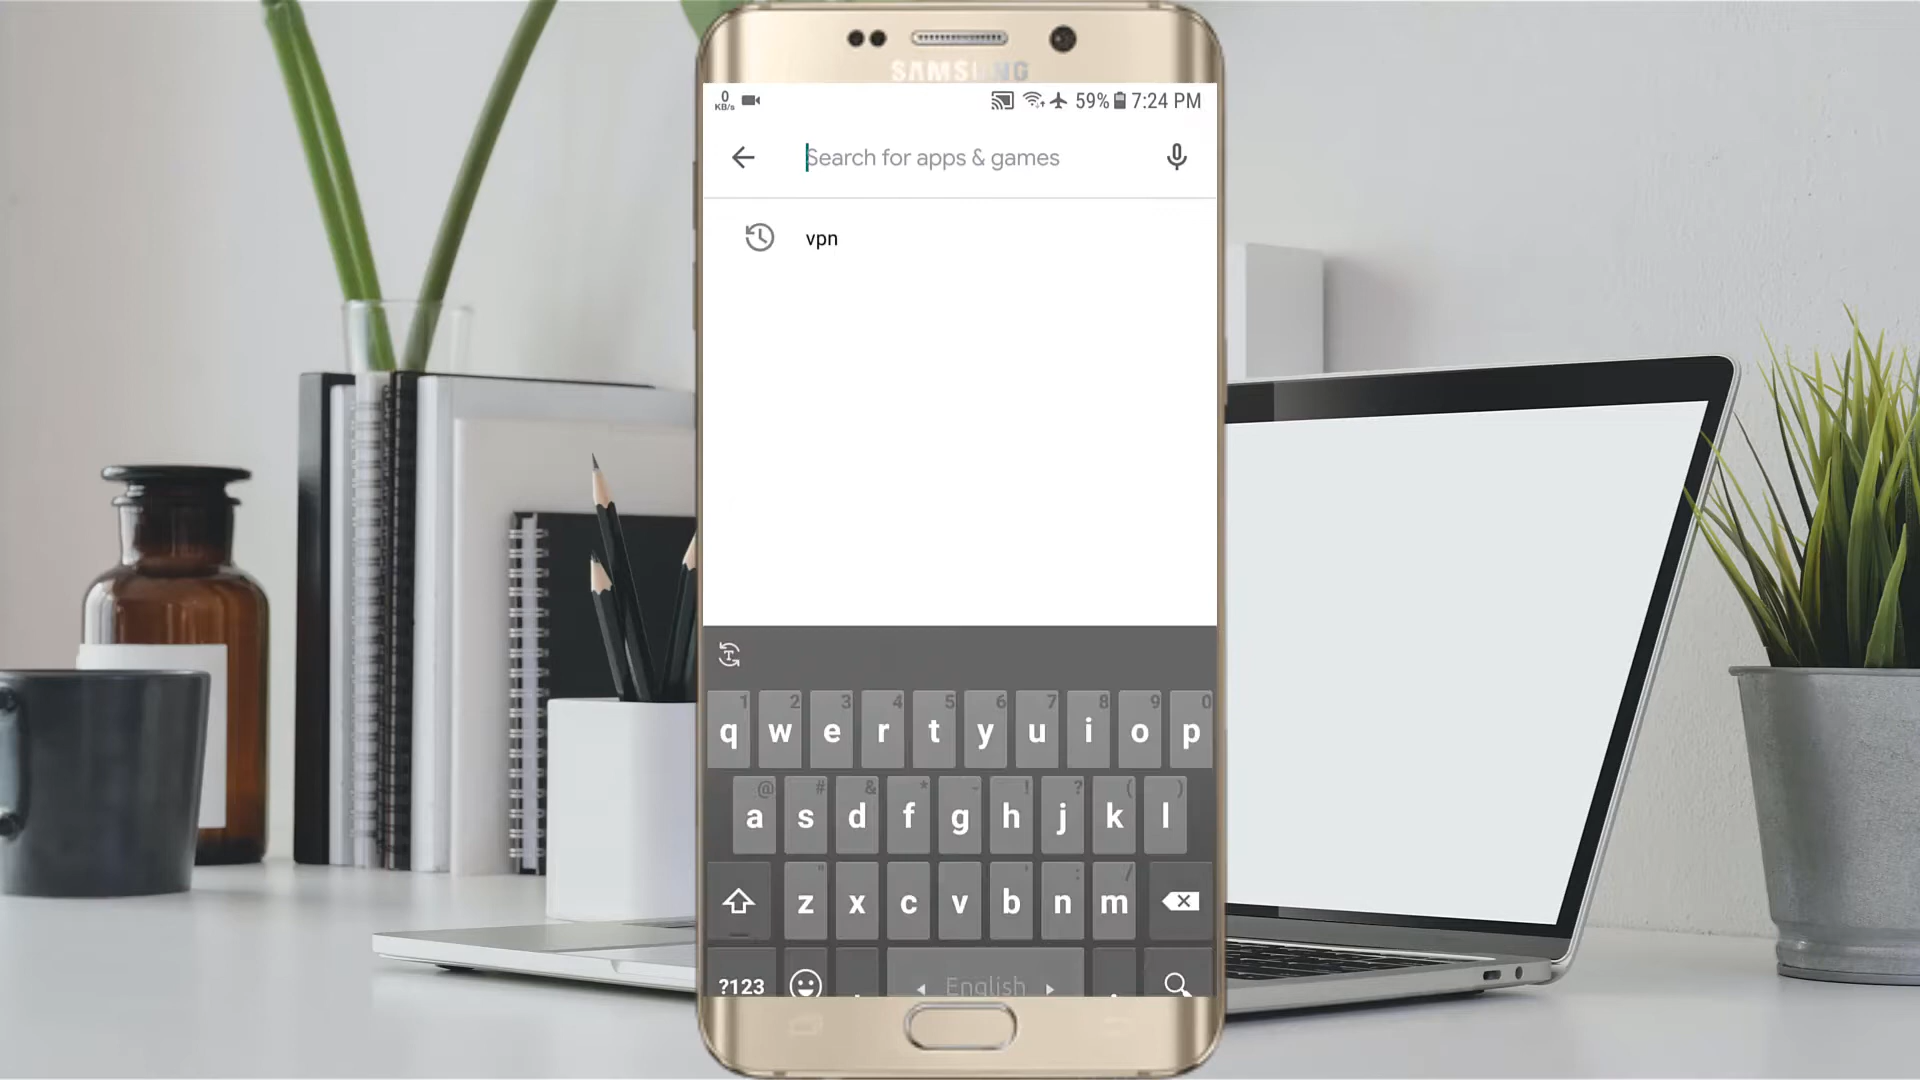 SAMSUNG
0
KB/s
59%
7:24 PM
Search for apps & games
vpn
1 2 3 4 5 6 7 8 9 0
q w e r t y u i o p
@ # & * - ! ? ( )
a s d f g h j k l
" ' : /
z x c v b n m
?123 , English .